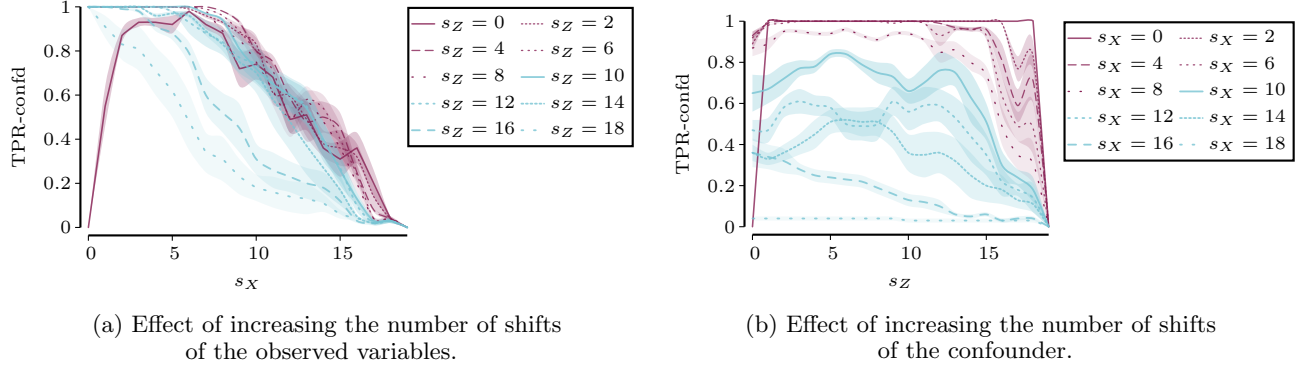 1
0.8
0.6
0.4
0.2
0
TPR-confd
0 5 10 15
s_X
s_Z = 0 s_Z = 2
s_Z = 4 s_Z = 6
s_Z = 8 s_Z = 10
s_Z = 12 s_Z = 14
s_Z = 16 s_Z = 18
(a) Effect of increasing the number of shifts
of the observed variables.
1
0.8
0.6
0.4
0.2
0
TPR-confd
0 5 10 15
s_Z
s_X = 0 s_X = 2
s_X = 4 s_X = 6
s_X = 8 s_X = 10
s_X = 12 s_X = 14
s_X = 16 s_X = 18
(b) Effect of increasing the number of shifts
of the confounder.